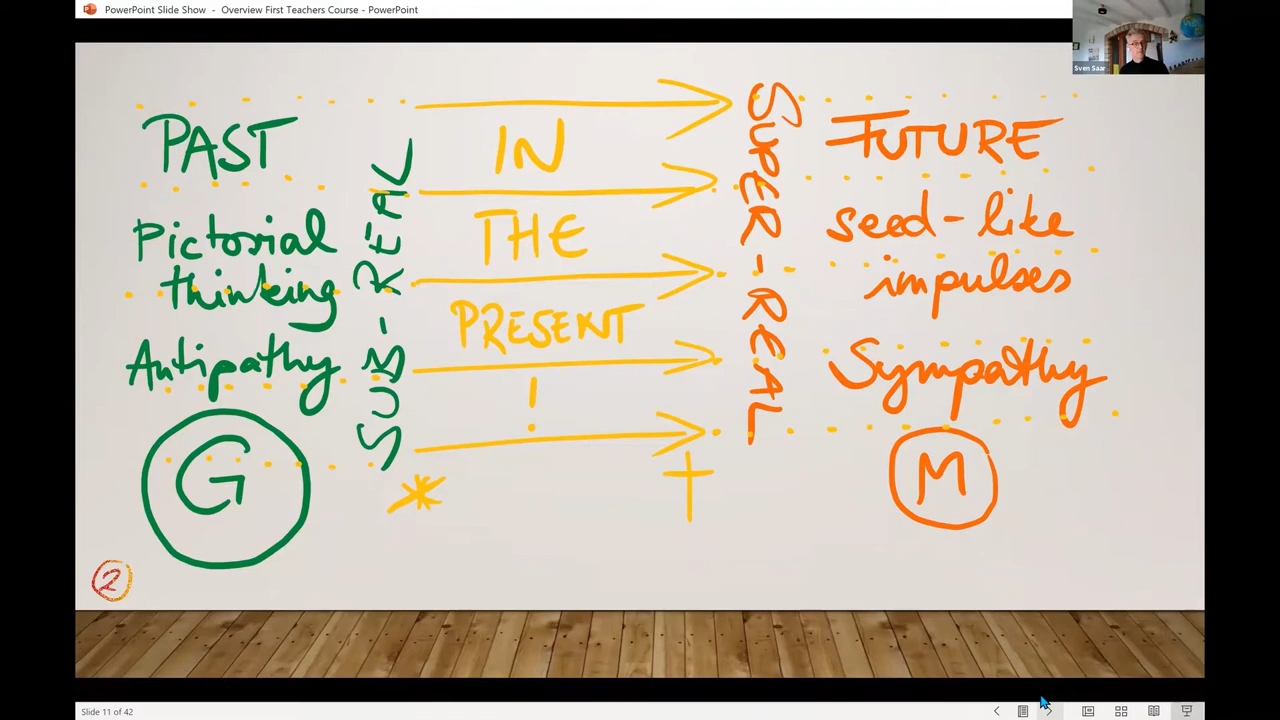 PowerPoint Slide Show - Overview First Teachers Course - PowerPoint
Sven Saar
PAST
Pictorial
thinking
Antipathy
G
SUB-REAL
IN
THE
PRESENT
!
SUPER-REAL
FUTURE
seed-like
impulses
Sympathy
M
2
Slide 11 of 42